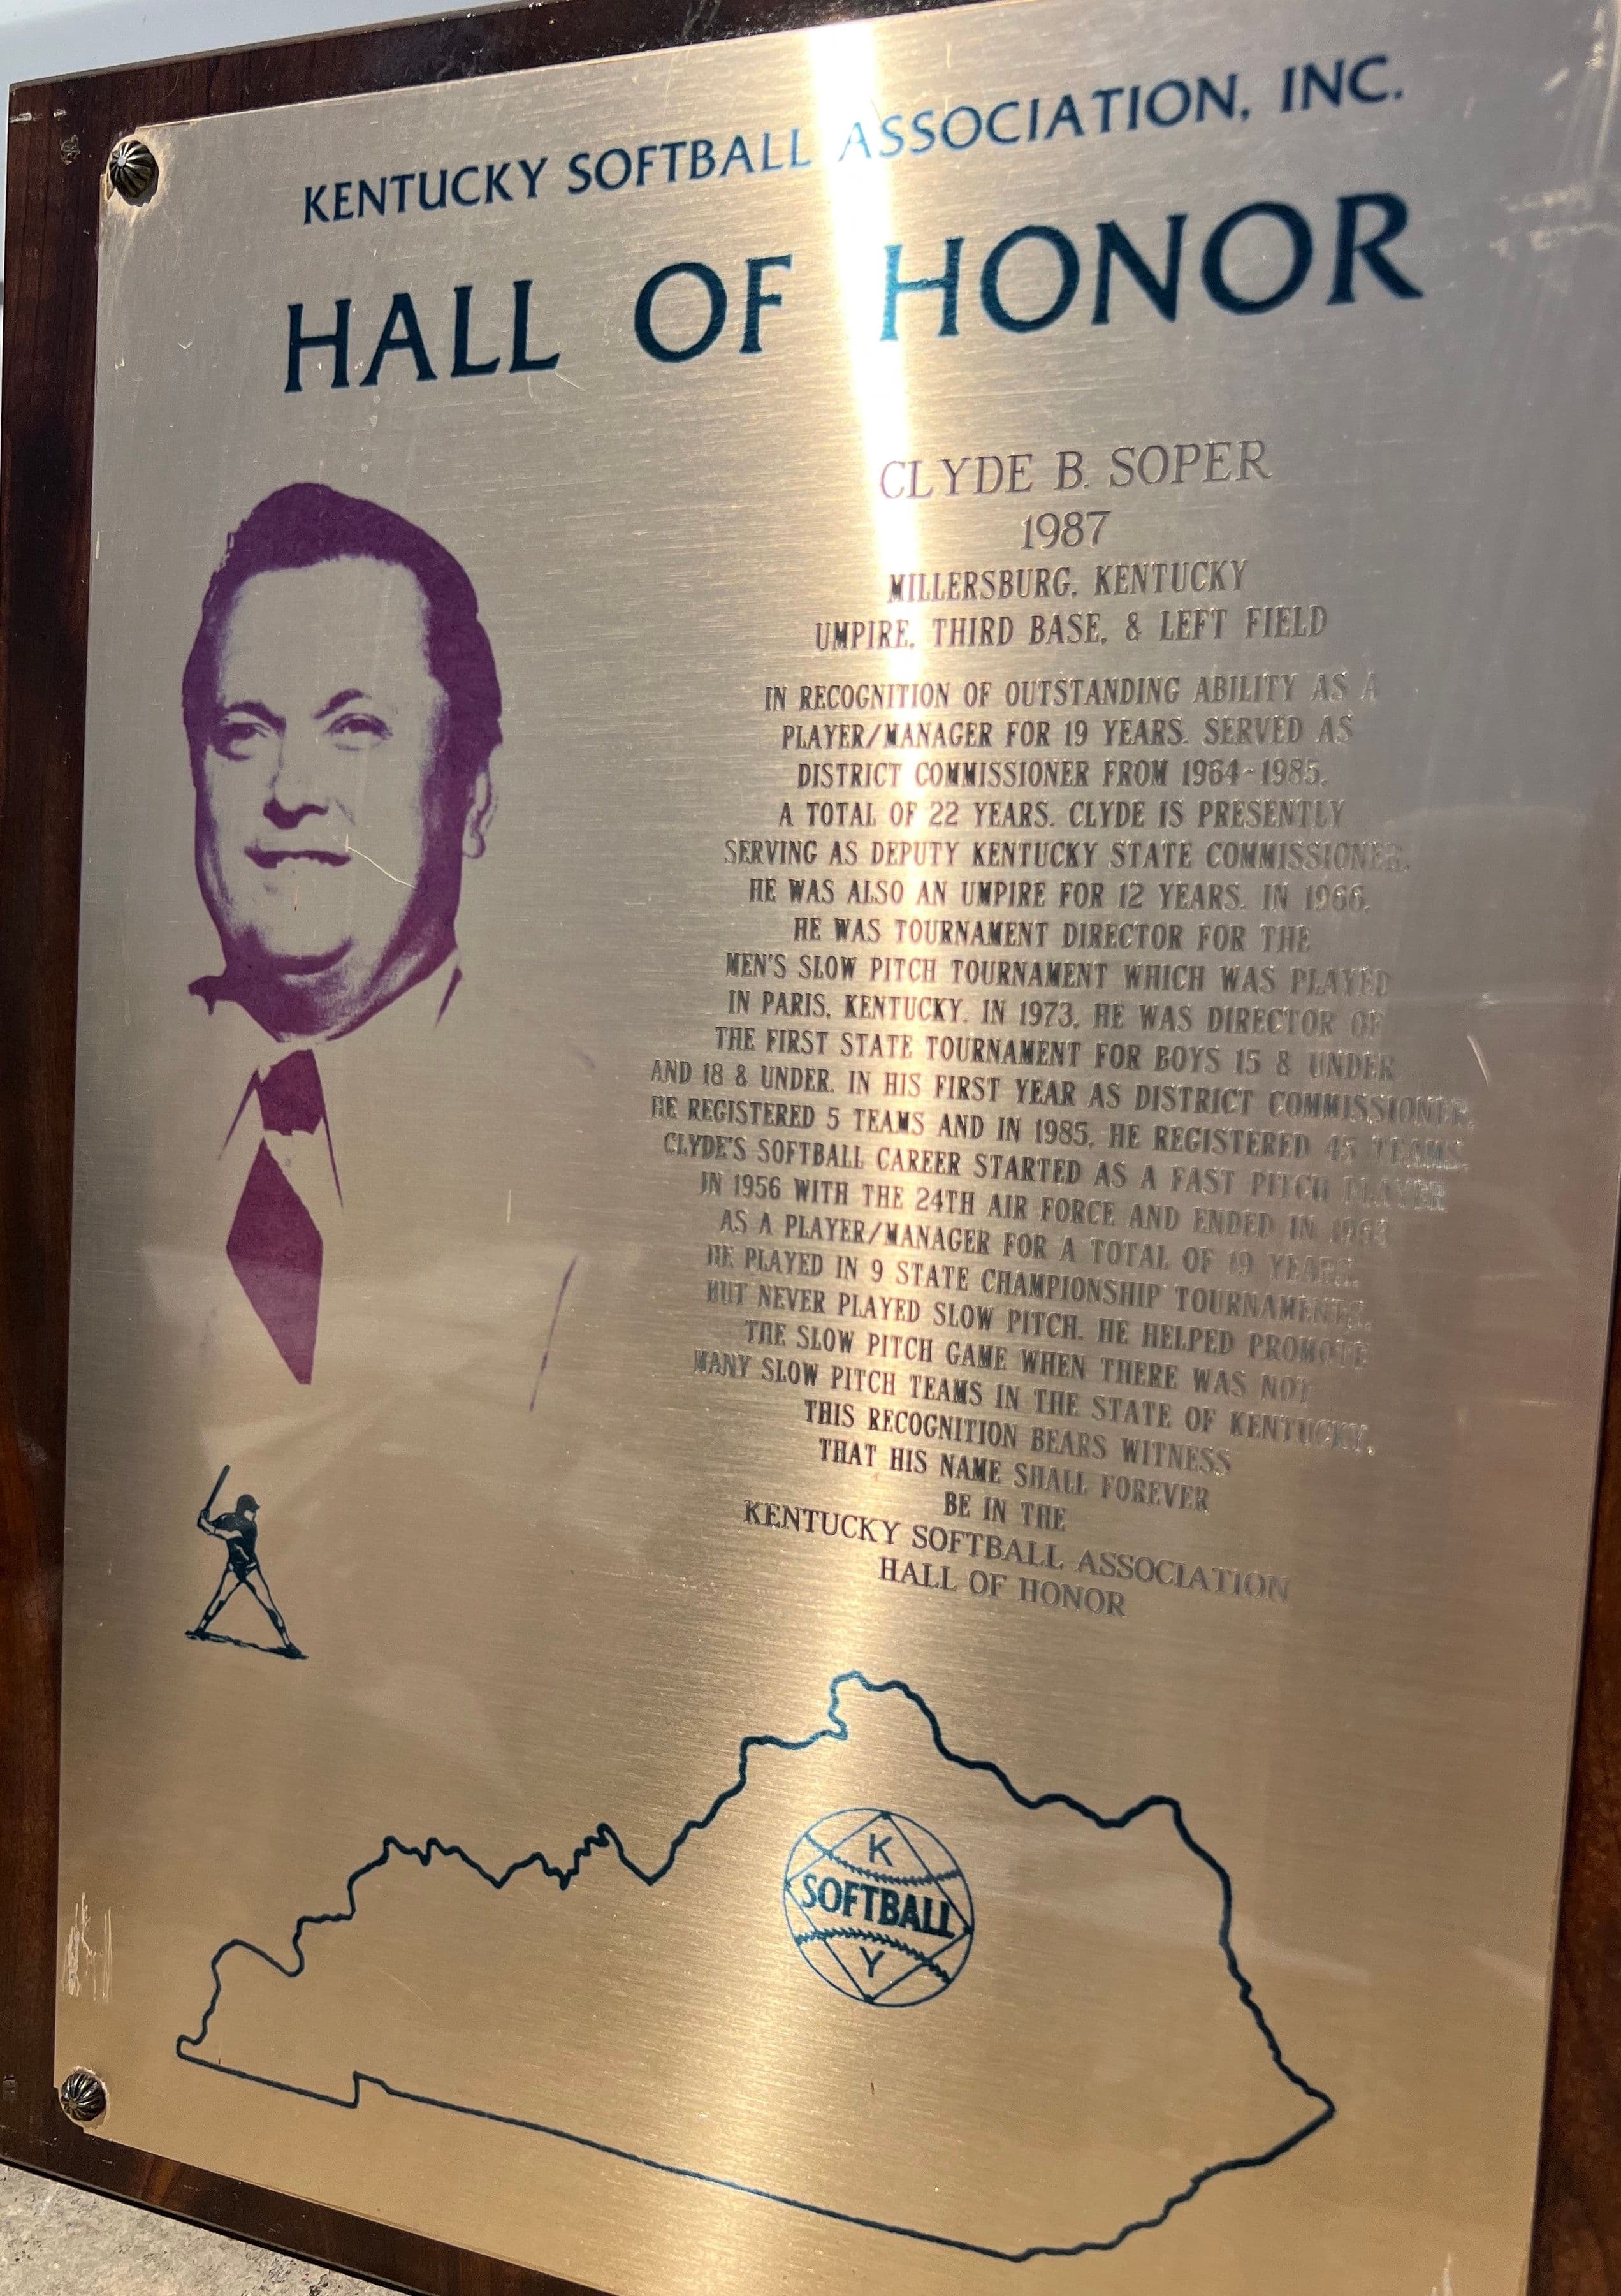 KENTUCKY SOFTBALL ASSOCIATION, INC.
HALL OF HONOR
CLYDE B. SOPER
1987
MILLERSBURG, KENTUCKY
UMPIRE, THIRD BASE, & LEFT FIELD
IN RECOGNITION OF OUTSTANDING ABILITY AS A
PLAYER/MANAGER FOR 19 YEARS. SERVED AS
DISTRICT COMMISSIONER FROM 1964-1985,
A TOTAL OF 22 YEARS. CLYDE IS PRESENTLY
SERVING AS DEPUTY KENTUCKY STATE COMMISSIONER.
HE WAS ALSO AN UMPIRE FOR 12 YEARS. IN 1966,
HE WAS TOURNAMENT DIRECTOR FOR THE
MEN'S SLOW PITCH TOURNAMENT WHICH WAS PLAYED
IN PARIS, KENTUCKY. IN 1973, HE WAS DIRECTOR OF
THE FIRST STATE TOURNAMENT FOR BOYS 15 & UNDER
AND 18 & UNDER. IN HIS FIRST YEAR AS DISTRICT COMMISSIONER,
HE REGISTERED 5 TEAMS AND IN 1985, HE REGISTERED 45 TEAMS.
CLYDE'S SOFTBALL CAREER STARTED AS A FAST PITCH PLAYER
IN 1956 WITH THE 24TH AIR FORCE AND ENDED IN
AS A PLAYER/MANAGER FOR A TOTAL OF 19 YEARS.
HE PLAYED IN 9 STATE CHAMPIONSHIP TOURNAMENTS,
BUT NEVER PLAYED SLOW PITCH. HE HELPED PROMOTE
THE SLOW PITCH GAME WHEN THERE WAS NOT
MANY SLOW PITCH TEAMS IN THE STATE OF KENTUCKY.
THIS RECOGNITION BEARS WITNESS
THAT HIS NAME SHALL FOREVER
BE IN THE
KENTUCKY SOFTBALL ASSOCIATION
HALL OF HONOR
K
SOFTBALL
Y